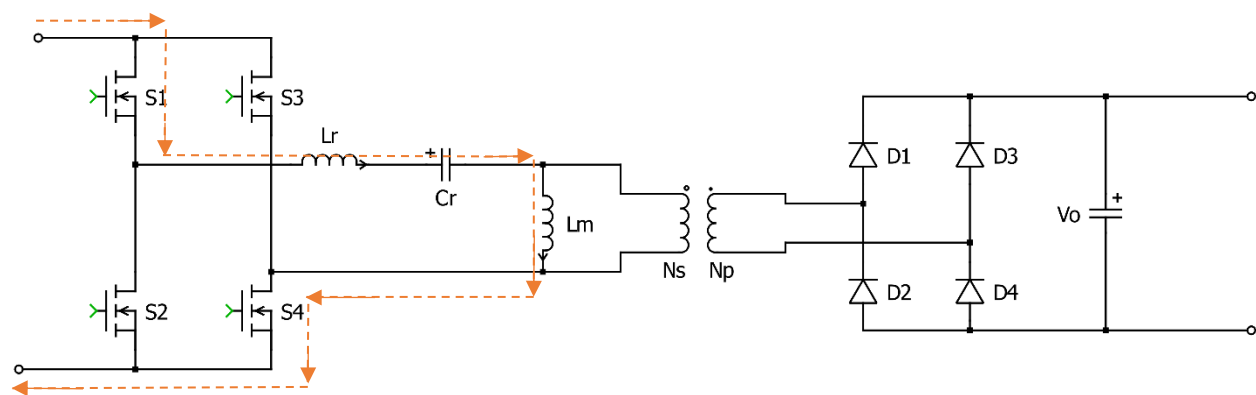 S1
S3
Lr
+
Cr
Lm
S2
S4
Ns
Np
D1
D3
D2
D4
Vo
+